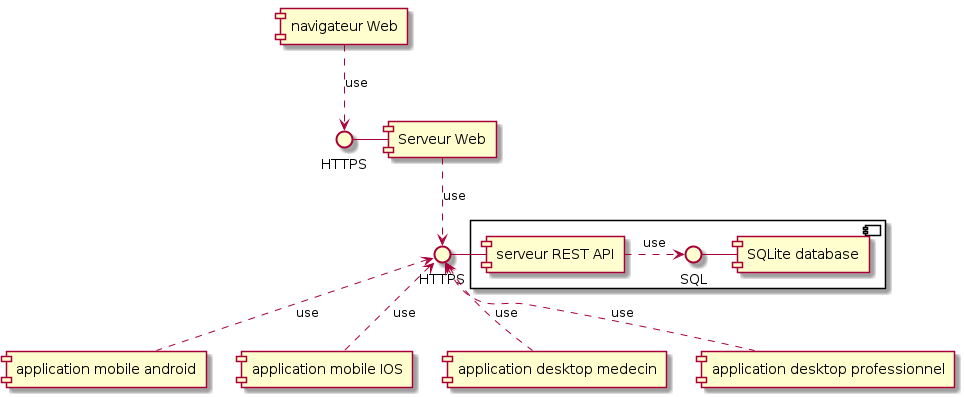 navigateur Web
use
HTTPS
Serveur Web
use
HTTPS
serveur REST API
use
SQL
SQLite database
use
use
use
use
application mobile android
application mobile IOS
application desktop medecin
application desktop professionnel